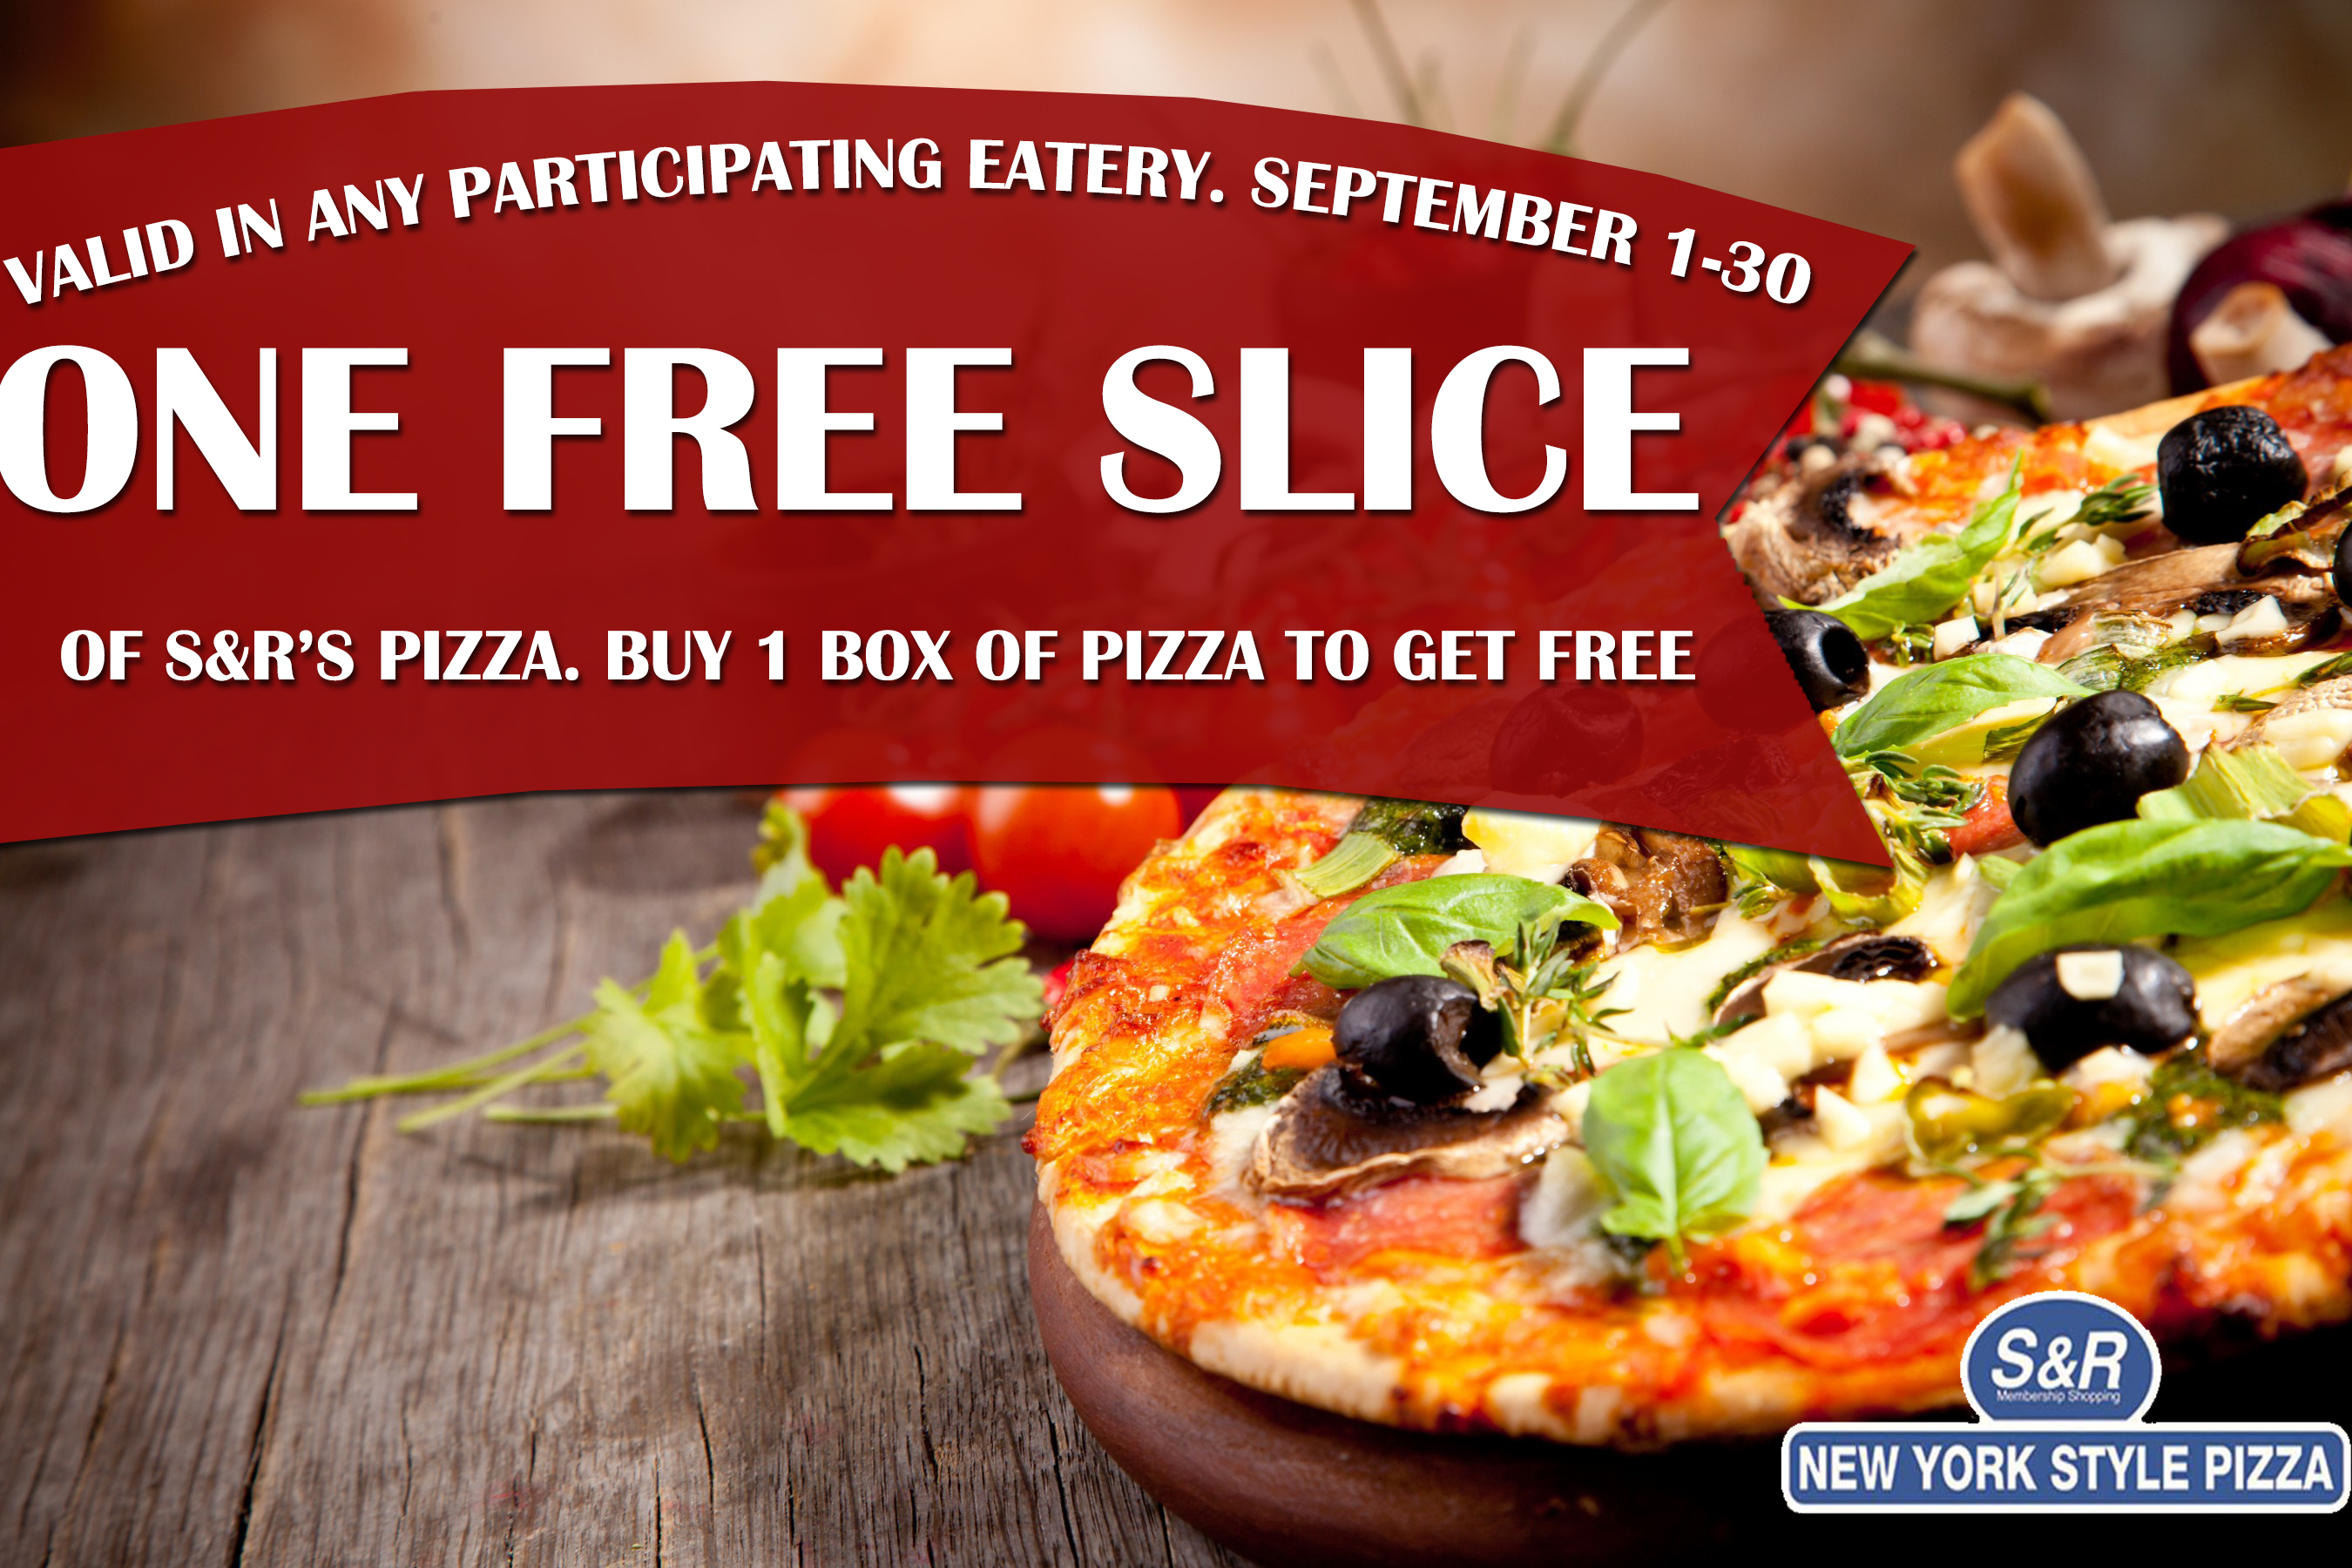 VALID IN ANY PARTICIPATING EATERY. SEPTEMBER 1-30
ONE FREE SLICE
OF S&R’S PIZZA. BUY 1 BOX OF PIZZA TO GET FREE
S&R
Membership Shopping
NEW YORK STYLE PIZZA